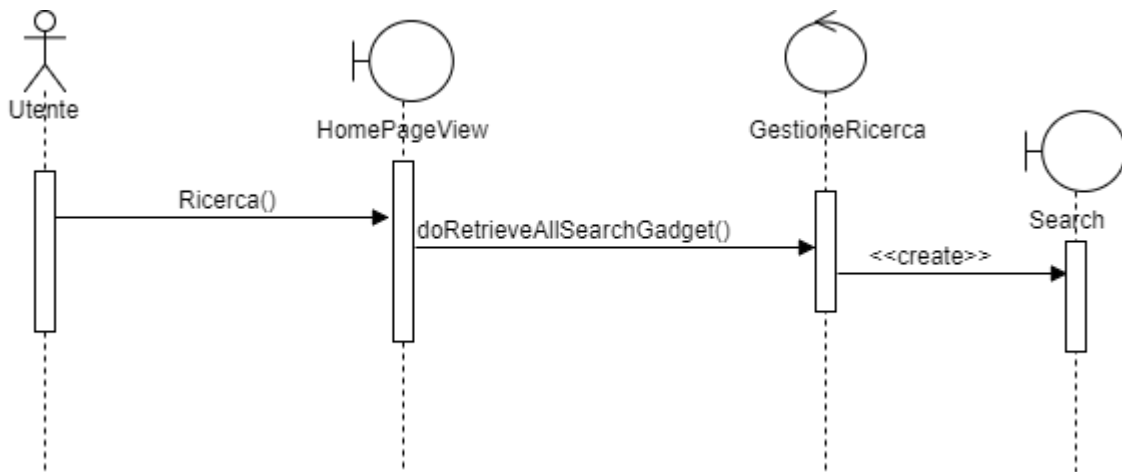 Utente
HomePageView
GestioneRicerca
Search
Ricerca()
doRetrieveAllSearchGadget()
<<create>>